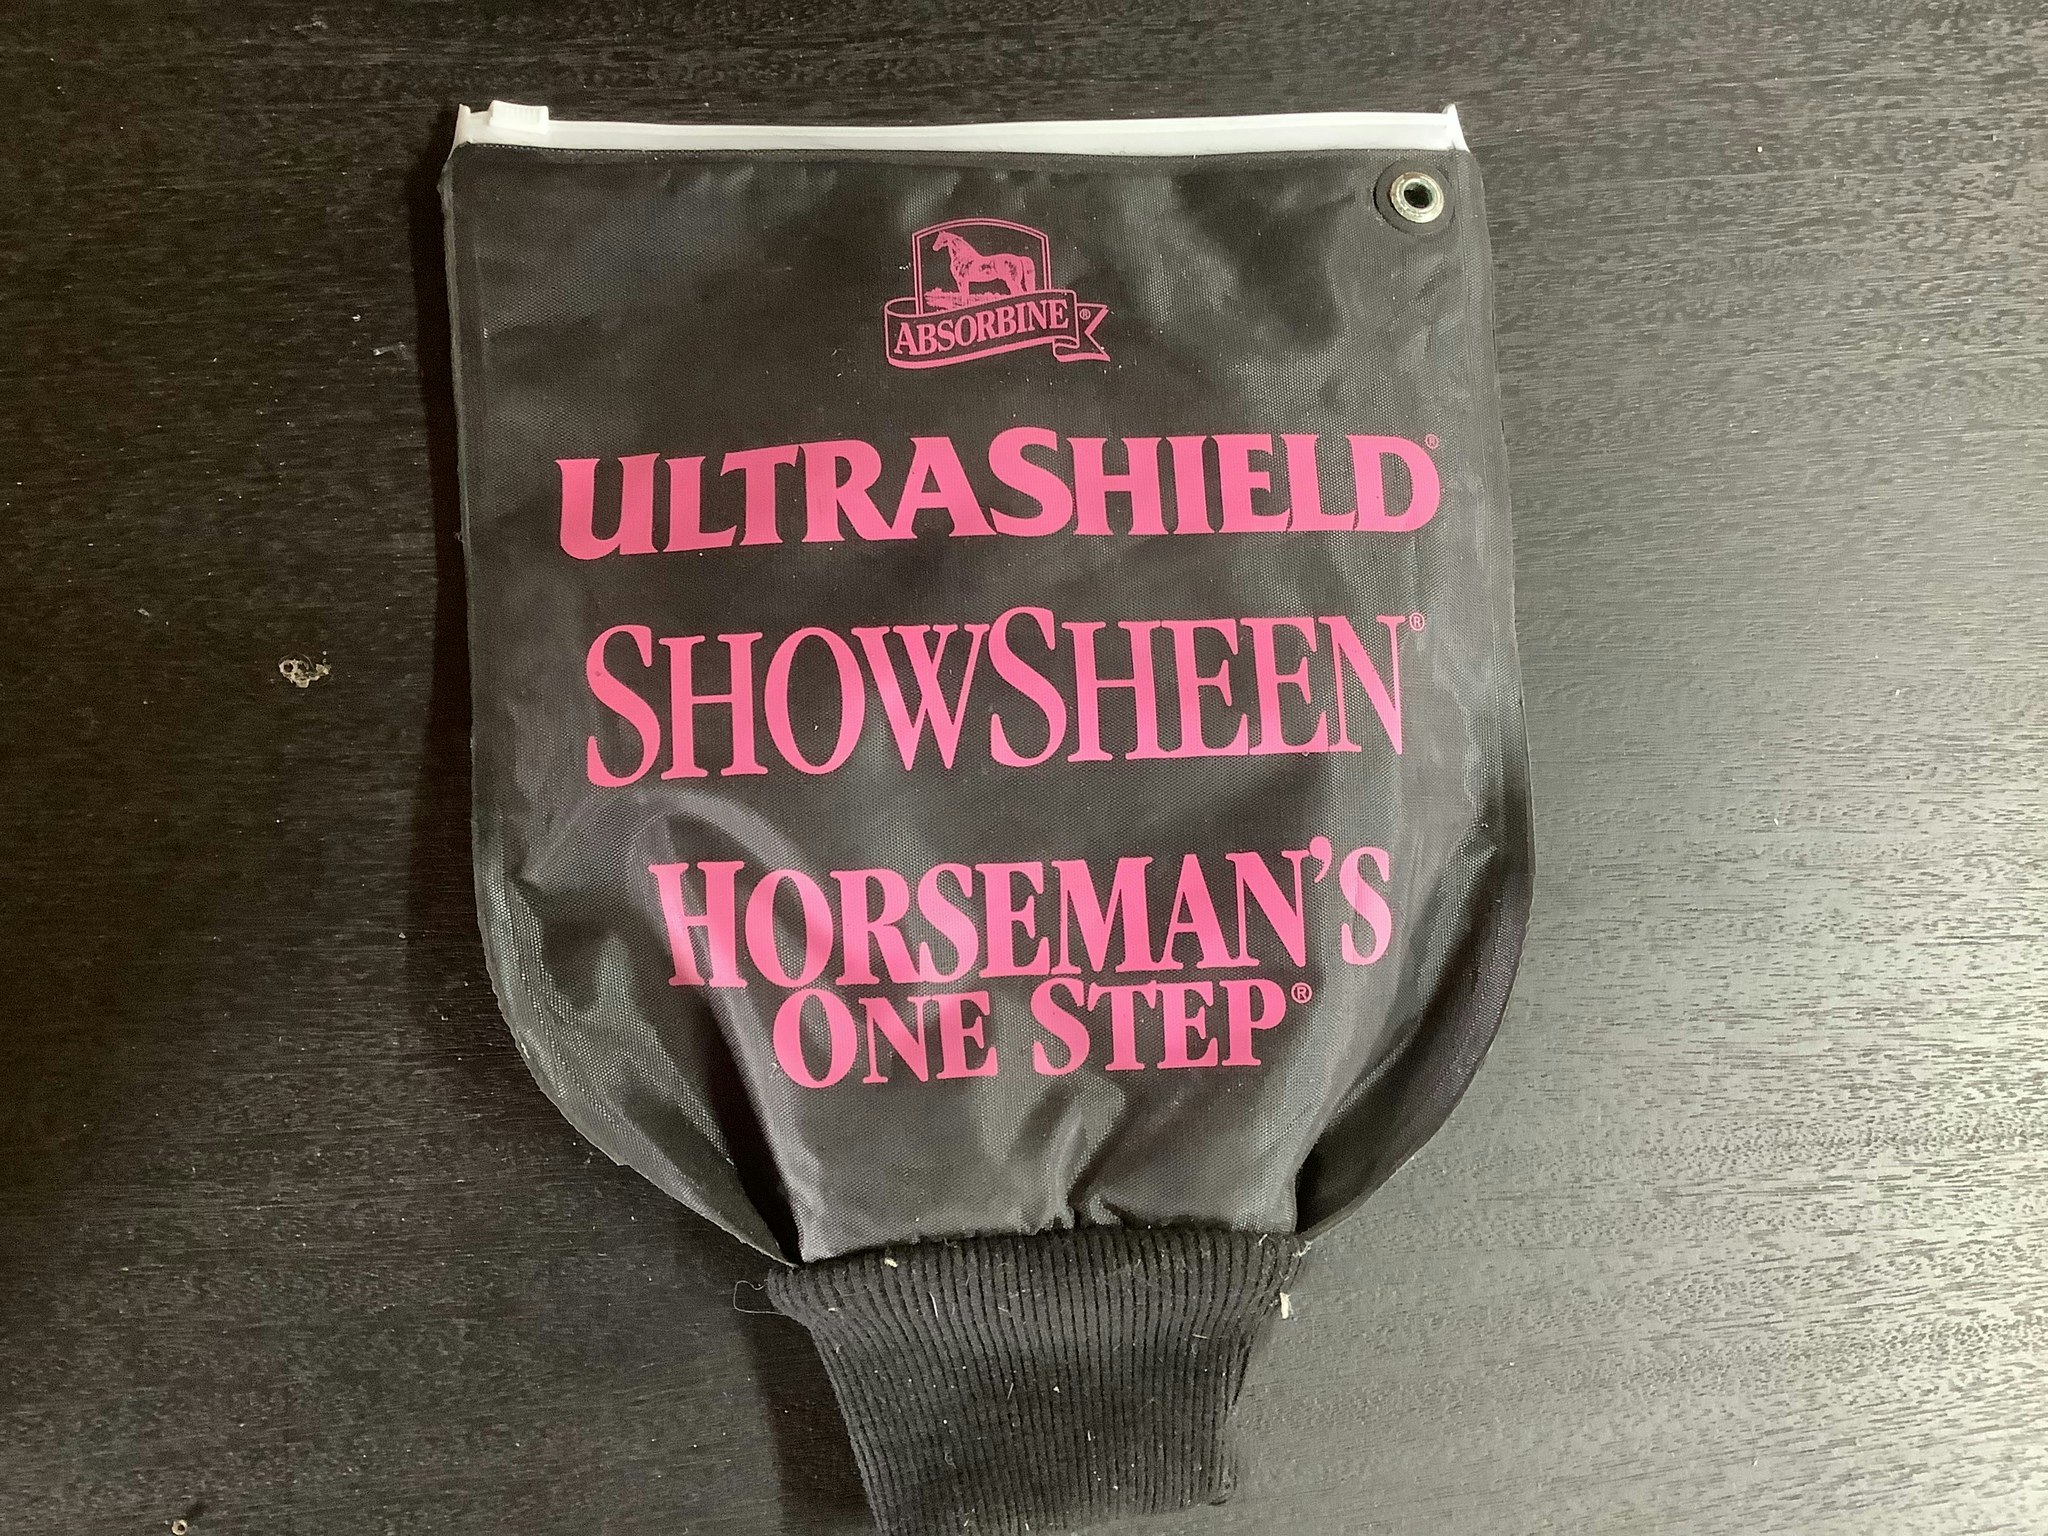 ABSORBINE®
ULTRASHIELD®
SHOWSHEEN®
HORSEMAN'S
ONE STEP®